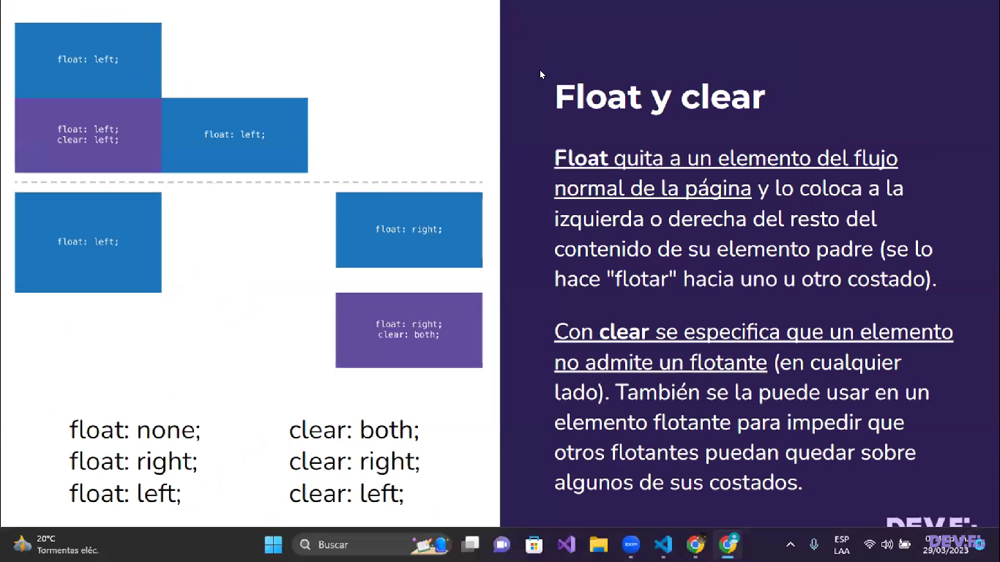 float: left;
float: left;
clear: left;
float: left;
float: left;
float: right;
float: right;
clear: both;
float: none;
float: right;
float: left;
clear: both;
clear: right;
clear: left;
Float y clear
Float quita a un elemento del flujo
normal de la página y lo coloca a la
izquierda o derecha del resto del
contenido de su elemento padre (se lo
hace "flotar" hacia uno u otro costado).
Con clear se especifica que un elemento
no admite un flotante (en cualquier
lado). También se la puede usar en un
elemento flotante para impedir que
otros flotantes puedan quedar sobre
algunos de sus costados.
20°C
Tormentas eléc.
Buscar
zoom
ESP
LAA
29/03/2023